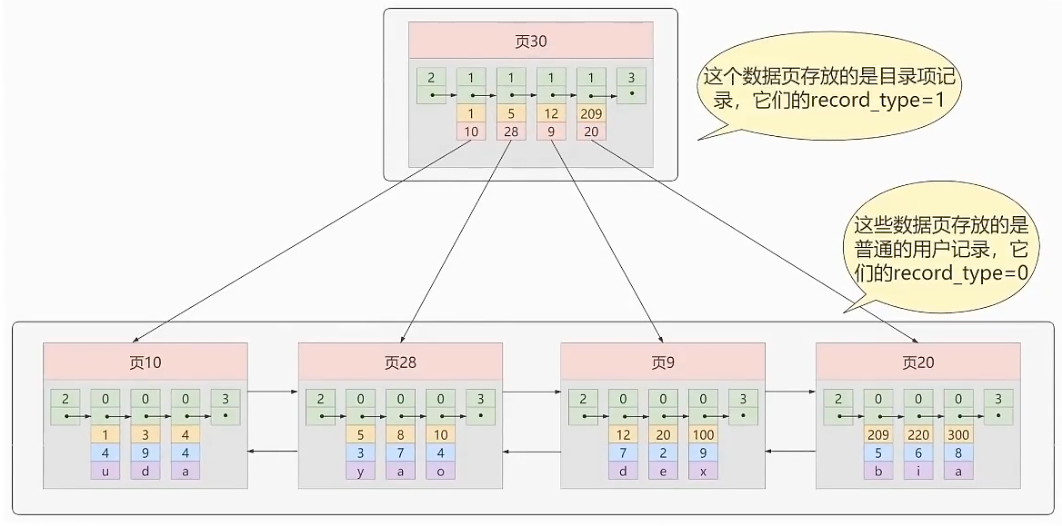 页30
2 1 1 1 1 3
1 5 12 209
10 28 9 20
这个数据页存放的是目录项记
录，它们的record_type=1
这些数据页存放的是
普通的用户记录，它
们的record_type=0
页10
2 0 0 0 3
1 3 4
4 9 4
u d a
页28
2 0 0 0 3
5 8 10
3 7 4
y a o
页9
2 0 0 0 3
12 20 100
7 2 9
d e x
页20
2 0 0 0 3
209 220 300
5 6 8
b i a